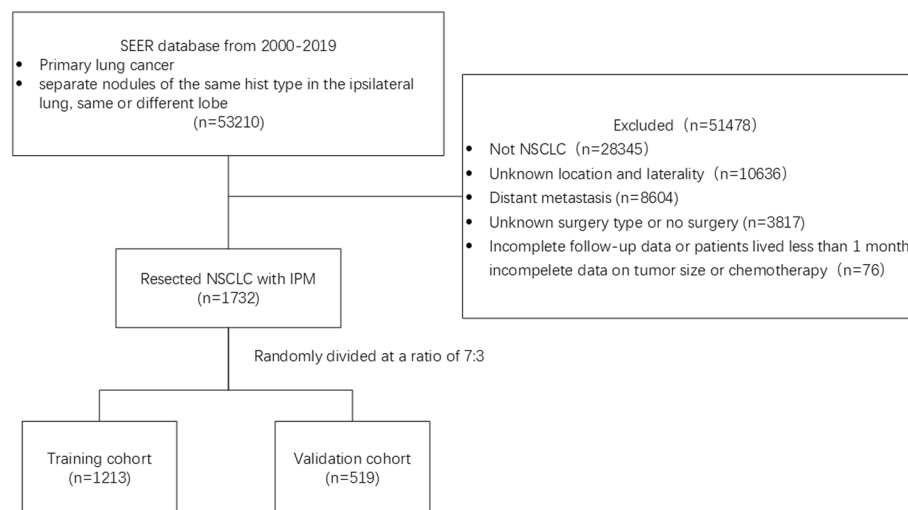 SEER database from 2000-2019
• Primary lung cancer
• separate nodules of the same hist type in the ipsilateral
lung, same or different lobe
(n=53210)
Excluded（n=51478)
• Not NSCLC（n=28345)
• Unknown location and laterality（n=10636)
• Distant metastasis (n=8604)
• Unknown surgery type or no surgery (n=3817)
• Incomplete follow-up data or patients lived less than 1 month
incompelete data on tumor size or chemotherapy（n=76）
Resected NSCLC with IPM
(n=1732)
Randomly divided at a ratio of 7:3
Training cohort
(n=1213)
Validation cohort
(n=519)